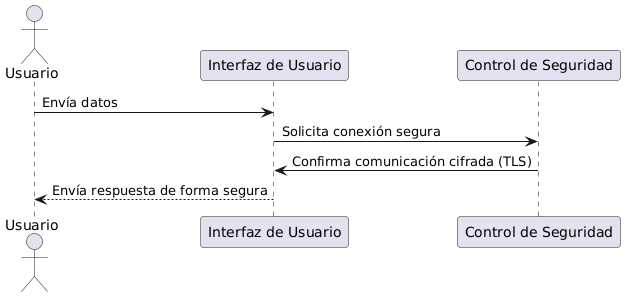 Usuario
Interfaz de Usuario
Control de Seguridad
Envía datos
Solicita conexión segura
Confirma comunicación cifrada (TLS)
Envía respuesta de forma segura
Usuario
Interfaz de Usuario
Control de Seguridad